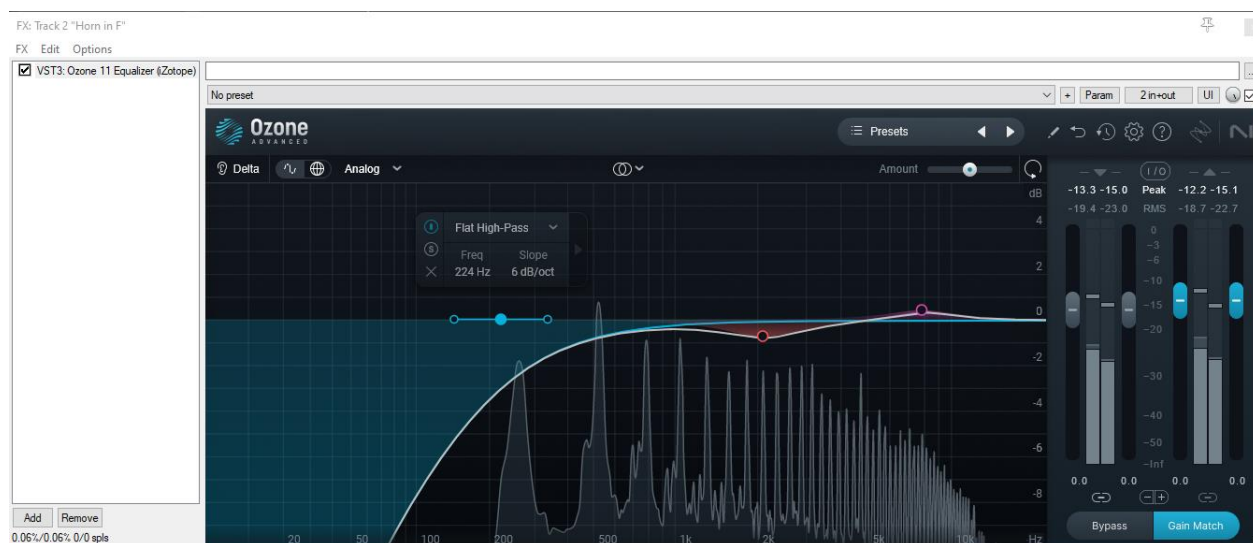 FX: Track 2 "Horn in F"
FX Edit Options
VST3: Ozone 11 Equalizer (iZotope)
No preset
+ Param 2 in+out UI
Ozone
ADVANCED
Presets
Delta Analog Amount
I/O
-13.3 -15.0 Peak -12.2 -15.1
-19.4 -23.0 RMS -18.7 -22.7
dB
4
2
0
-2
-4
-6
-8
Flat High-Pass
S
Freq Slope
224 Hz 6 dB/oct
0
-3
-6
-10
-15
-20
-30
-40
-50
-Inf
0.0 0.0 0.0 0.0
Bypass Gain Match
20 50 100 200 500 1k 2k 5k 10k Hz
Add Remove
0.06%/0.06% 0/0 spls